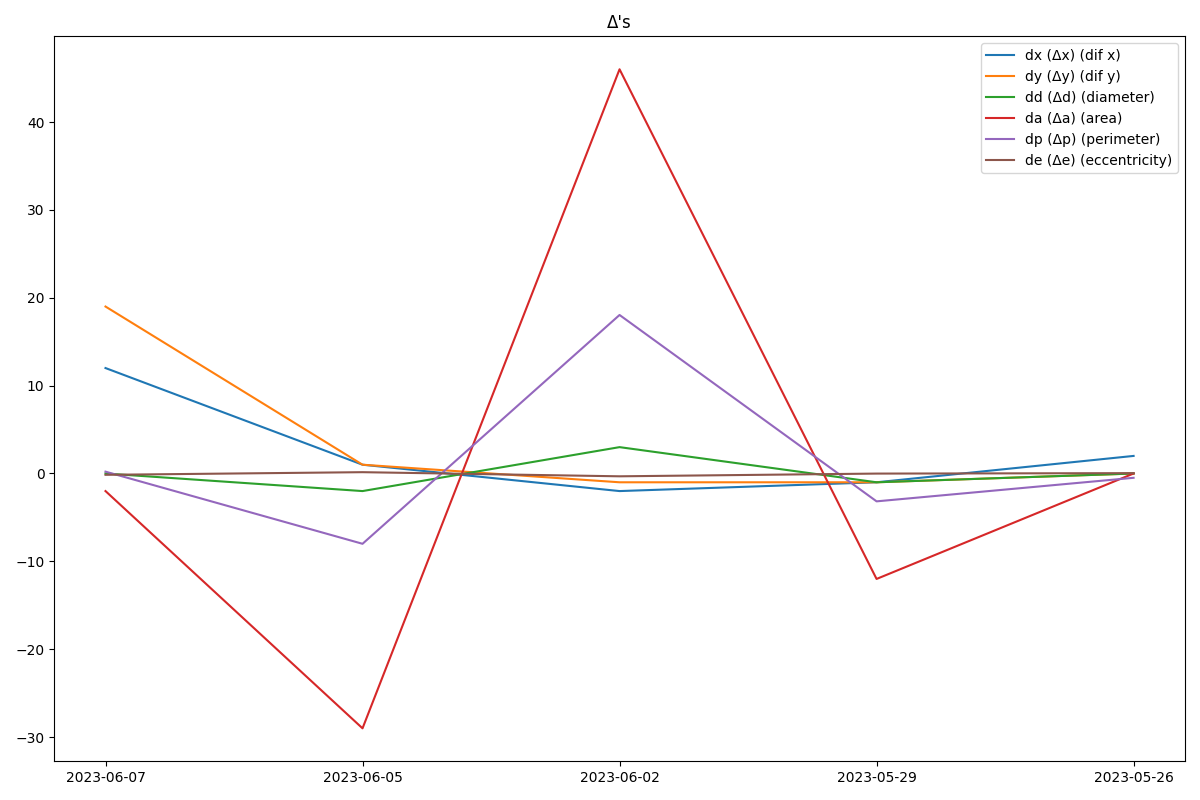 Δ's
dx (Δx) (dif x)
dy (Δy) (dif y)
dd (Δd) (diameter)
da (Δa) (area)
dp (Δp) (perimeter)
de (Δe) (eccentricity)
40
30
20
10
0
−10
−20
−30
2023-06-07 2023-06-05 2023-06-02 2023-05-29 2023-05-26